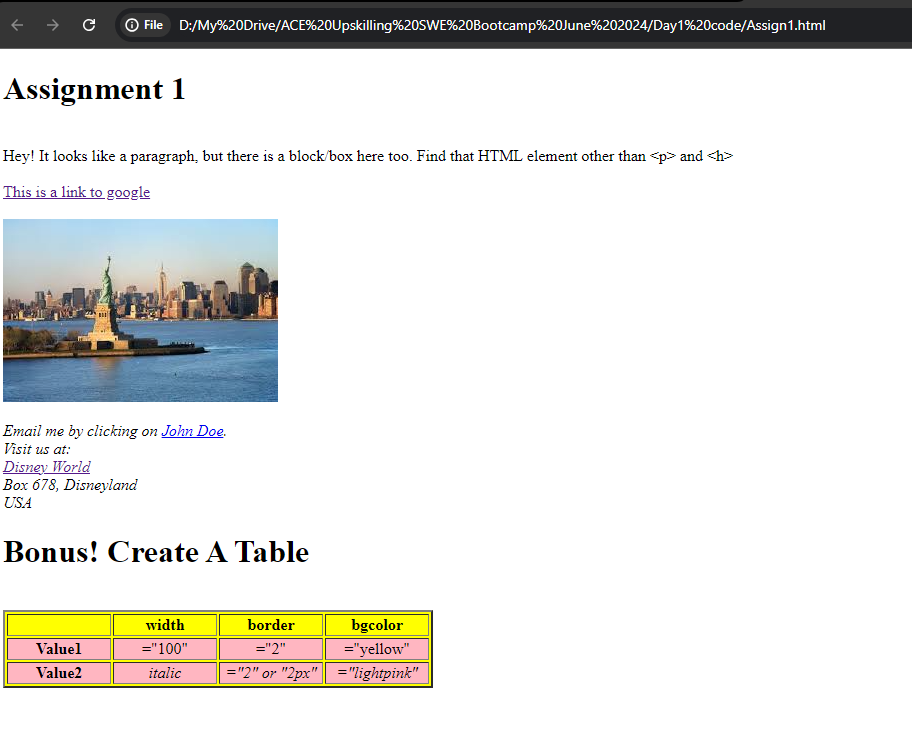 File D:/My%20Drive/ACE%20Upskilling%20SWE%20Bootcamp%20June%202024/Day1%20code/Assign1.html
Assignment 1
Hey! It looks like a paragraph, but there is a block/box here too. Find that HTML element other than <p> and <h>
This is a link to google
Email me by clicking on John Doe.
Visit us at:
Disney World
Box 678, Disneyland
USA
Bonus! Create A Table
width border bgcolor
Value1 ="100" ="2" ="yellow"
Value2 italic ="2" or "2px" ="lightpink"